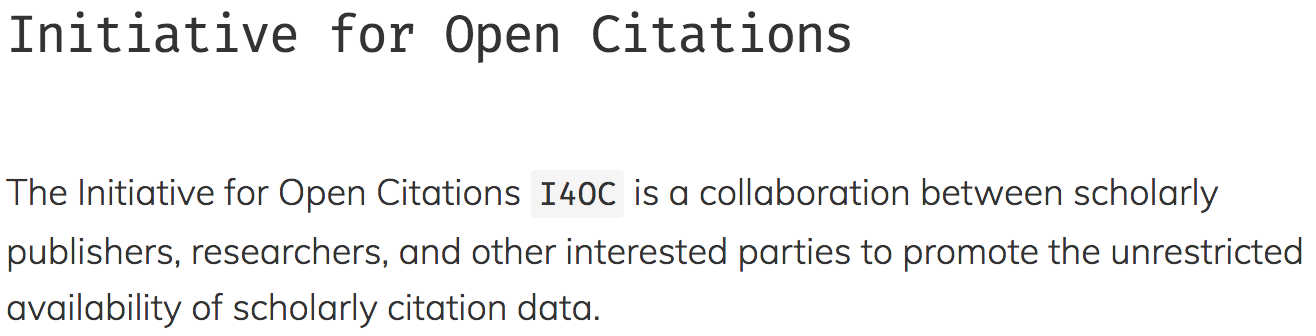 Initiative for Open Citations
The Initiative for Open Citations I4OC is a collaboration between scholarly
publishers, researchers, and other interested parties to promote the unrestricted
availability of scholarly citation data.